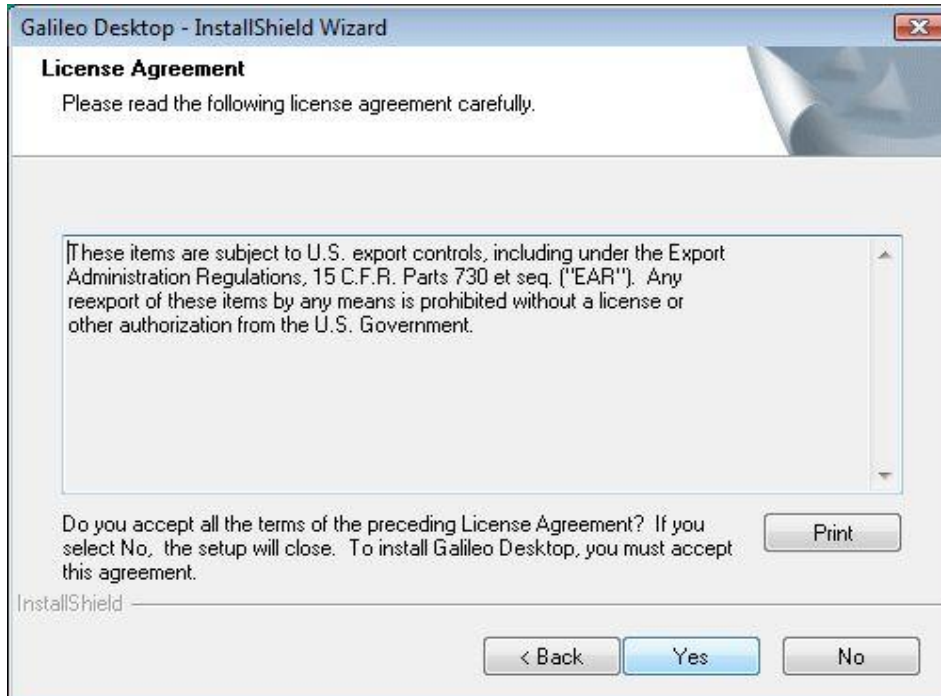 Galileo Desktop - InstallShield Wizard
License Agreement
Please read the following license agreement carefully.
These items are subject to U.S. export controls, including under the Export
Administration Regulations, 15 C.F.R. Parts 730 et seq. ("EAR").  Any
reexport of these items by any means is prohibited without a license or
other authorization from the U.S. Government.
Do you accept all the terms of the preceding License Agreement?  If you
select No,  the setup will close.  To install Galileo Desktop, you must accept
this agreement.
Print
InstallShield
< Back
Yes
No